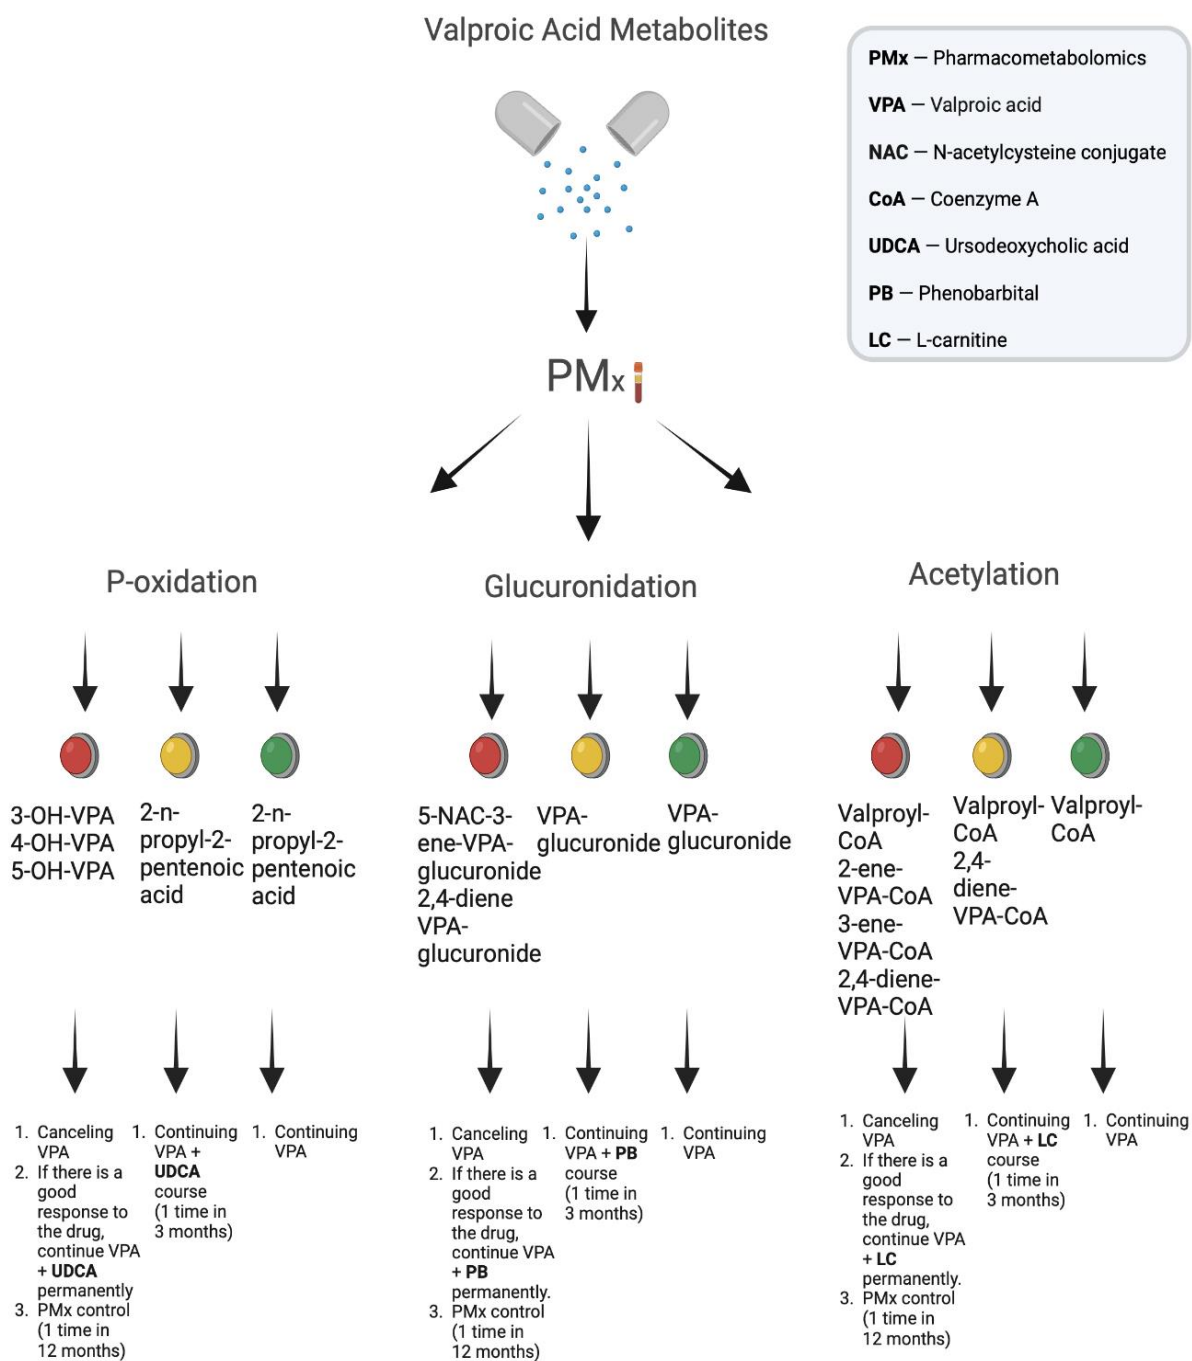 Valproic Acid Metabolites
PMx – Pharmacometabolomics
VPA – Valproic acid
NAC – N-acetylcysteine conjugate
CoA – Coenzyme A
UDCA – Ursodeoxycholic acid
PB – Phenobarbital
LC – L-carnitine
PMx
P-oxidation
3-OH-VPA
4-OH-VPA
5-OH-VPA
2-n-
propyl-2-
pentenoic
acid
2-n-
propyl-2-
pentenoic
acid
1. Canceling
VPA
2. If there is a
good
response to
the drug,
continue VPA
+ UDCA
permanently
3. PMx control
(1 time in
12 months)
1. Continuing
VPA +
UDCA
course
(1 time in
3 months)
1. Continuing
VPA
Glucuronidation
5-NAC-3-
ene-VPA-
glucuronide
2,4-diene
VPA-
glucuronide
VPA-
glucuronide
VPA-
glucuronide
1. Canceling
VPA
2. If there is a
good
response to
the drug,
continue VPA
+ PB
permanently.
3. PMx control
(1 time in
12 months)
1. Continuing
VPA + PB
course
(1 time in
3 months)
1. Continuing
VPA
Acetylation
Valproyl-
CoA
2-ene-
VPA-CoA
3-ene-
VPA-CoA
2,4-diene-
VPA-CoA
Valproyl-
CoA
2,4-
diene-
VPA-CoA
Valproyl-
CoA
1. Canceling
VPA
2. If there is a
good
response to
the drug,
continue VPA
+ LC
permanently.
3. PMx control
(1 time in
12 months)
1. Continuing
VPA + LC
course
(1 time in
3 months)
1. Continuing
VPA